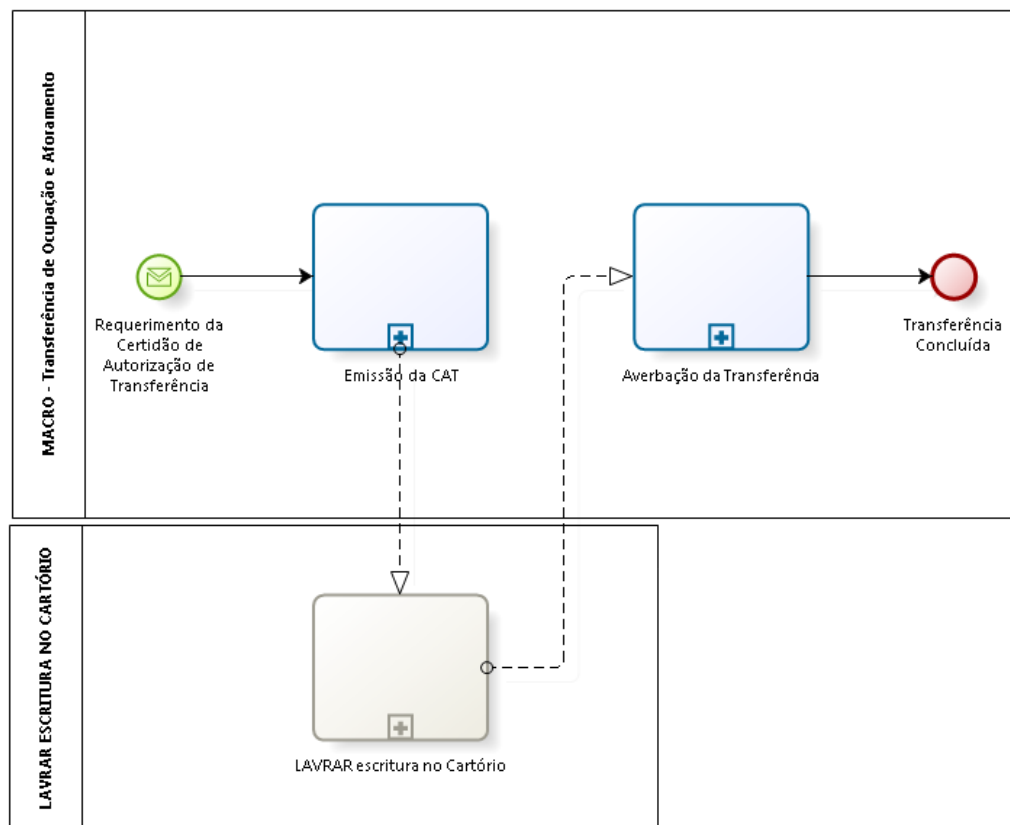 MACRO - Transferência de Ocupação e Aforamento
Requerimento da
Certidão de
Autorização de
Transferência
Emissão da CAT
Averbação da Transferência
Transferência
Concluída
LAVRAR ESCRITURA NO CARTÓRIO
LAVRAR escritura no Cartório